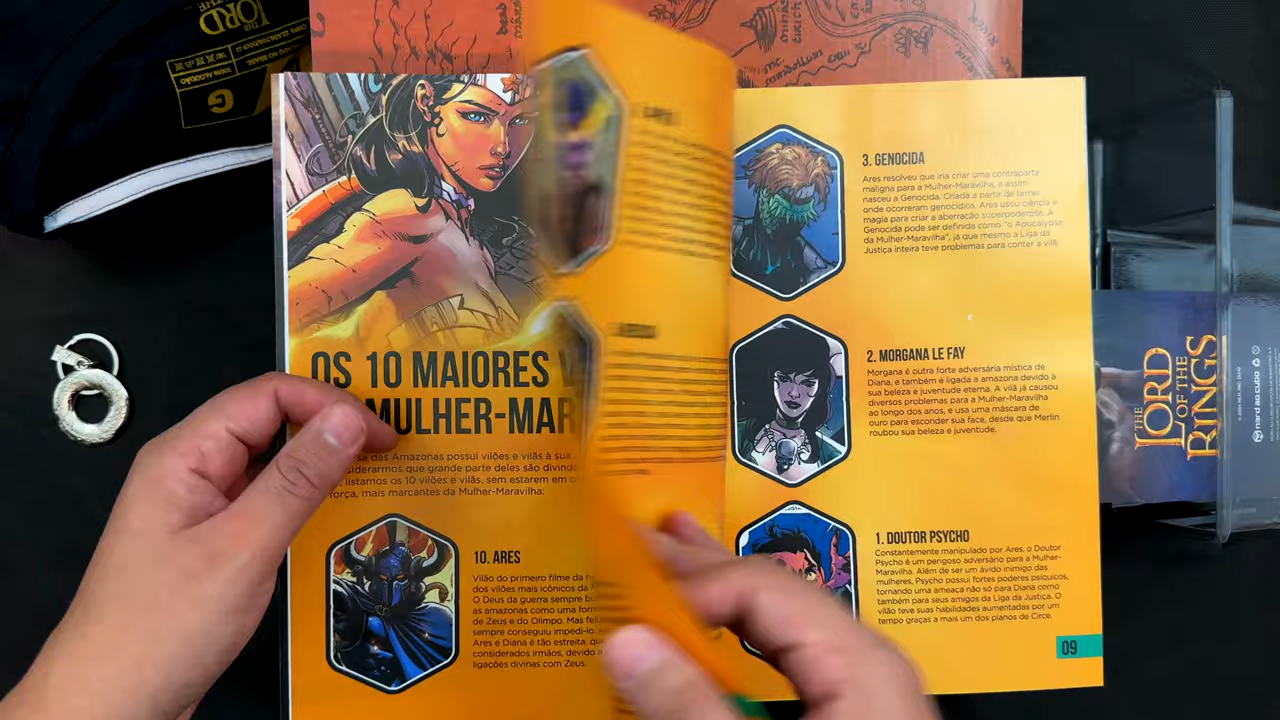 THE
LORD
OF THE
100% ALGODÃO
G
OS 10 MAIORES
MULHER-MAR
das Amazonas possui vilões e vilãs à sua
siderarmos que grande parte deles são divind
listamos os 10 vilões e vilãs, sem estarem em o
força, mais marcantes da Mulher-Maravilha:
10. ARES
Vilão do primeiro filme da h
dos vilões mais icônicos da
O Deus da guerra sempre bu
as amazonas como uma form
de Zeus e do Olimpo. Mas feli
sempre conseguiu impedi-lo.
Ares e Diana é tão estreita, que
considerados irmãos, devido a
ligações divinas com Zeus.
3. GENOCIDA
Ares resolveu que iria criar uma contraparte
maligna para a Mulher-Maravilha, e assim
nasceu a Genocida. Criada a partir de terras
onde ocorreram genocídios, Ares usou ciência e
magia para criar a aberração superpoderosa. A
Genocida pode ser definida como "o Apocalypse
da Mulher-Maravilha", já que mesmo a Liga da
Justiça inteira teve problemas para conter a vilã.
2. MORGANA LE FAY
Morgana é outra forte adversária mística de
Diana, e também é ligada a amazona devido à
sua beleza e juventude eterna. A vilã já causou
diversos problemas para a Mulher-Maravilha
ao longo dos anos, e usa uma máscara de
ouro para esconder sua face, desde que Merlin
roubou sua beleza e juventude.
1. DOUTOR PSYCHO
Constantemente manipulado por Ares, o Doutor
Psycho é um perigoso adversário para a Mulher-
Maravilha. Além de ser um ávido inimigo das
mulheres, Psycho possui fortes poderes psíquicos,
tornando uma ameaça não só para Diana como
também para seus amigos da Liga da Justiça. O
vilão teve suas habilidades aumentadas por um
tempo graças a mais um dos planos de Circe.
09
THE
LORD
OF THE
RINGS
nerd ao cubo